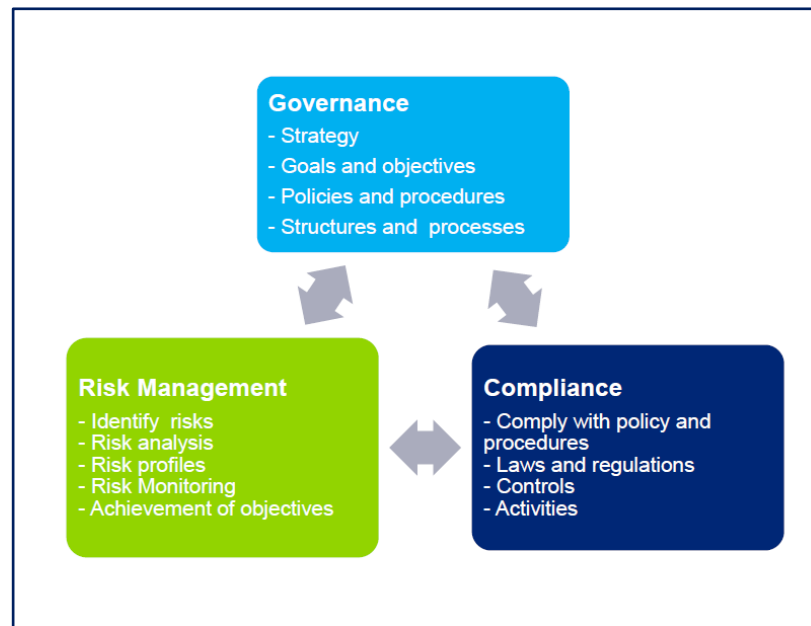 Governance
- Strategy
- Goals and objectives
- Policies and procedures
- Structures and processes
Risk Management
- Identify risks
- Risk analysis
- Risk profiles
- Risk Monitoring
- Achievement of objectives
Compliance
- Comply with policy and
procedures
- Laws and regulations
- Controls
- Activities